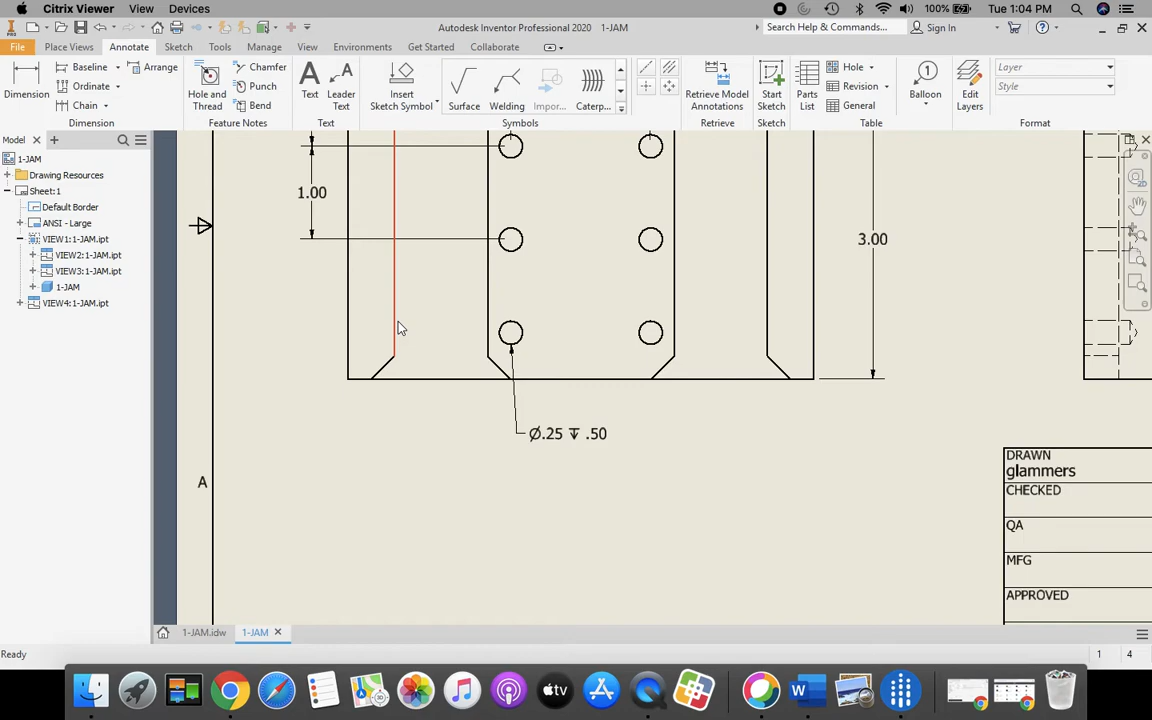 Citrix Viewer View Devices 100% Tue 1:04 PM
Autodesk Inventor Professional 2020 1-JAM Search Help & Commands... Sign In
File Place Views Annotate Sketch Tools Manage View Environments Get Started Collaborate
Dimension
Baseline
Ordinate
Chain
Arrange
Dimension
Hole and Thread
Chamfer
Punch
Bend
Feature Notes
Text
Leader Text
Text
Insert Sketch Symbol
Surface
Welding
Impor...
Caterp...
Symbols
Retrieve Model Annotations
Retrieve
Start Sketch
Sketch
Parts List
Hole
Revision
General
Table
Balloon
Edit Layers
Layer
Style
Format
Model
1-JAM
Drawing Resources
Sheet:1
Default Border
ANSI - Large
VIEW1:1-JAM.ipt
VIEW2:1-JAM.ipt
VIEW3:1-JAM.ipt
1-JAM
VIEW4:1-JAM.ipt
1.00
3.00
Ø.25 ↧ .50
A
DRAWN
glammers
CHECKED
QA
MFG
APPROVED
2D
1-JAM.idw 1-JAM
Ready 1 4
tv
W